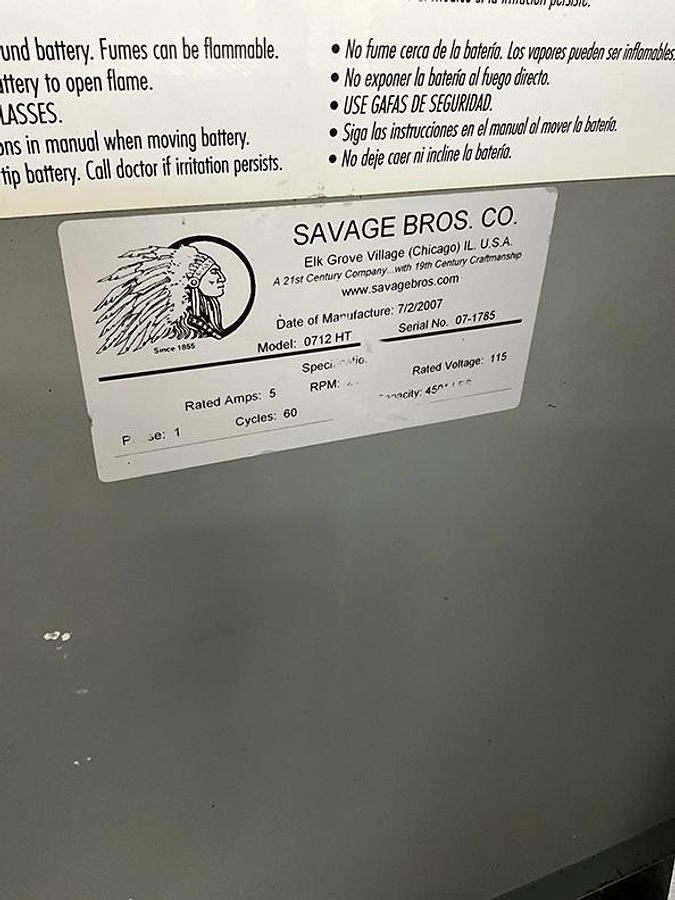 und battery. Fumes can be flammable.
ttery to open flame.
LASSES.
ons in manual when moving battery.
tip battery. Call doctor if irritation persists.
• No fume cerca de la batería. Los vapores pueden ser inflamables.
• No exponer la batería al fuego directo.
• USE GAFAS DE SEGURIDAD.
• Siga las instrucciones en el manual al mover la batería.
• No deje caer ni incline la batería.
SAVAGE BROS. CO.
Elk Grove Village (Chicago) IL. U.S.A.
A 21st Century Company...with 19th Century Craftmanship
www.savagebros.com
Since 1855
Date of Manufacture: 7/2/2007
Model: 0712 HT Serial No. 07-1785
Rated Amps: 5 RPM: Rated Voltage: 115
1 Cycles: 60